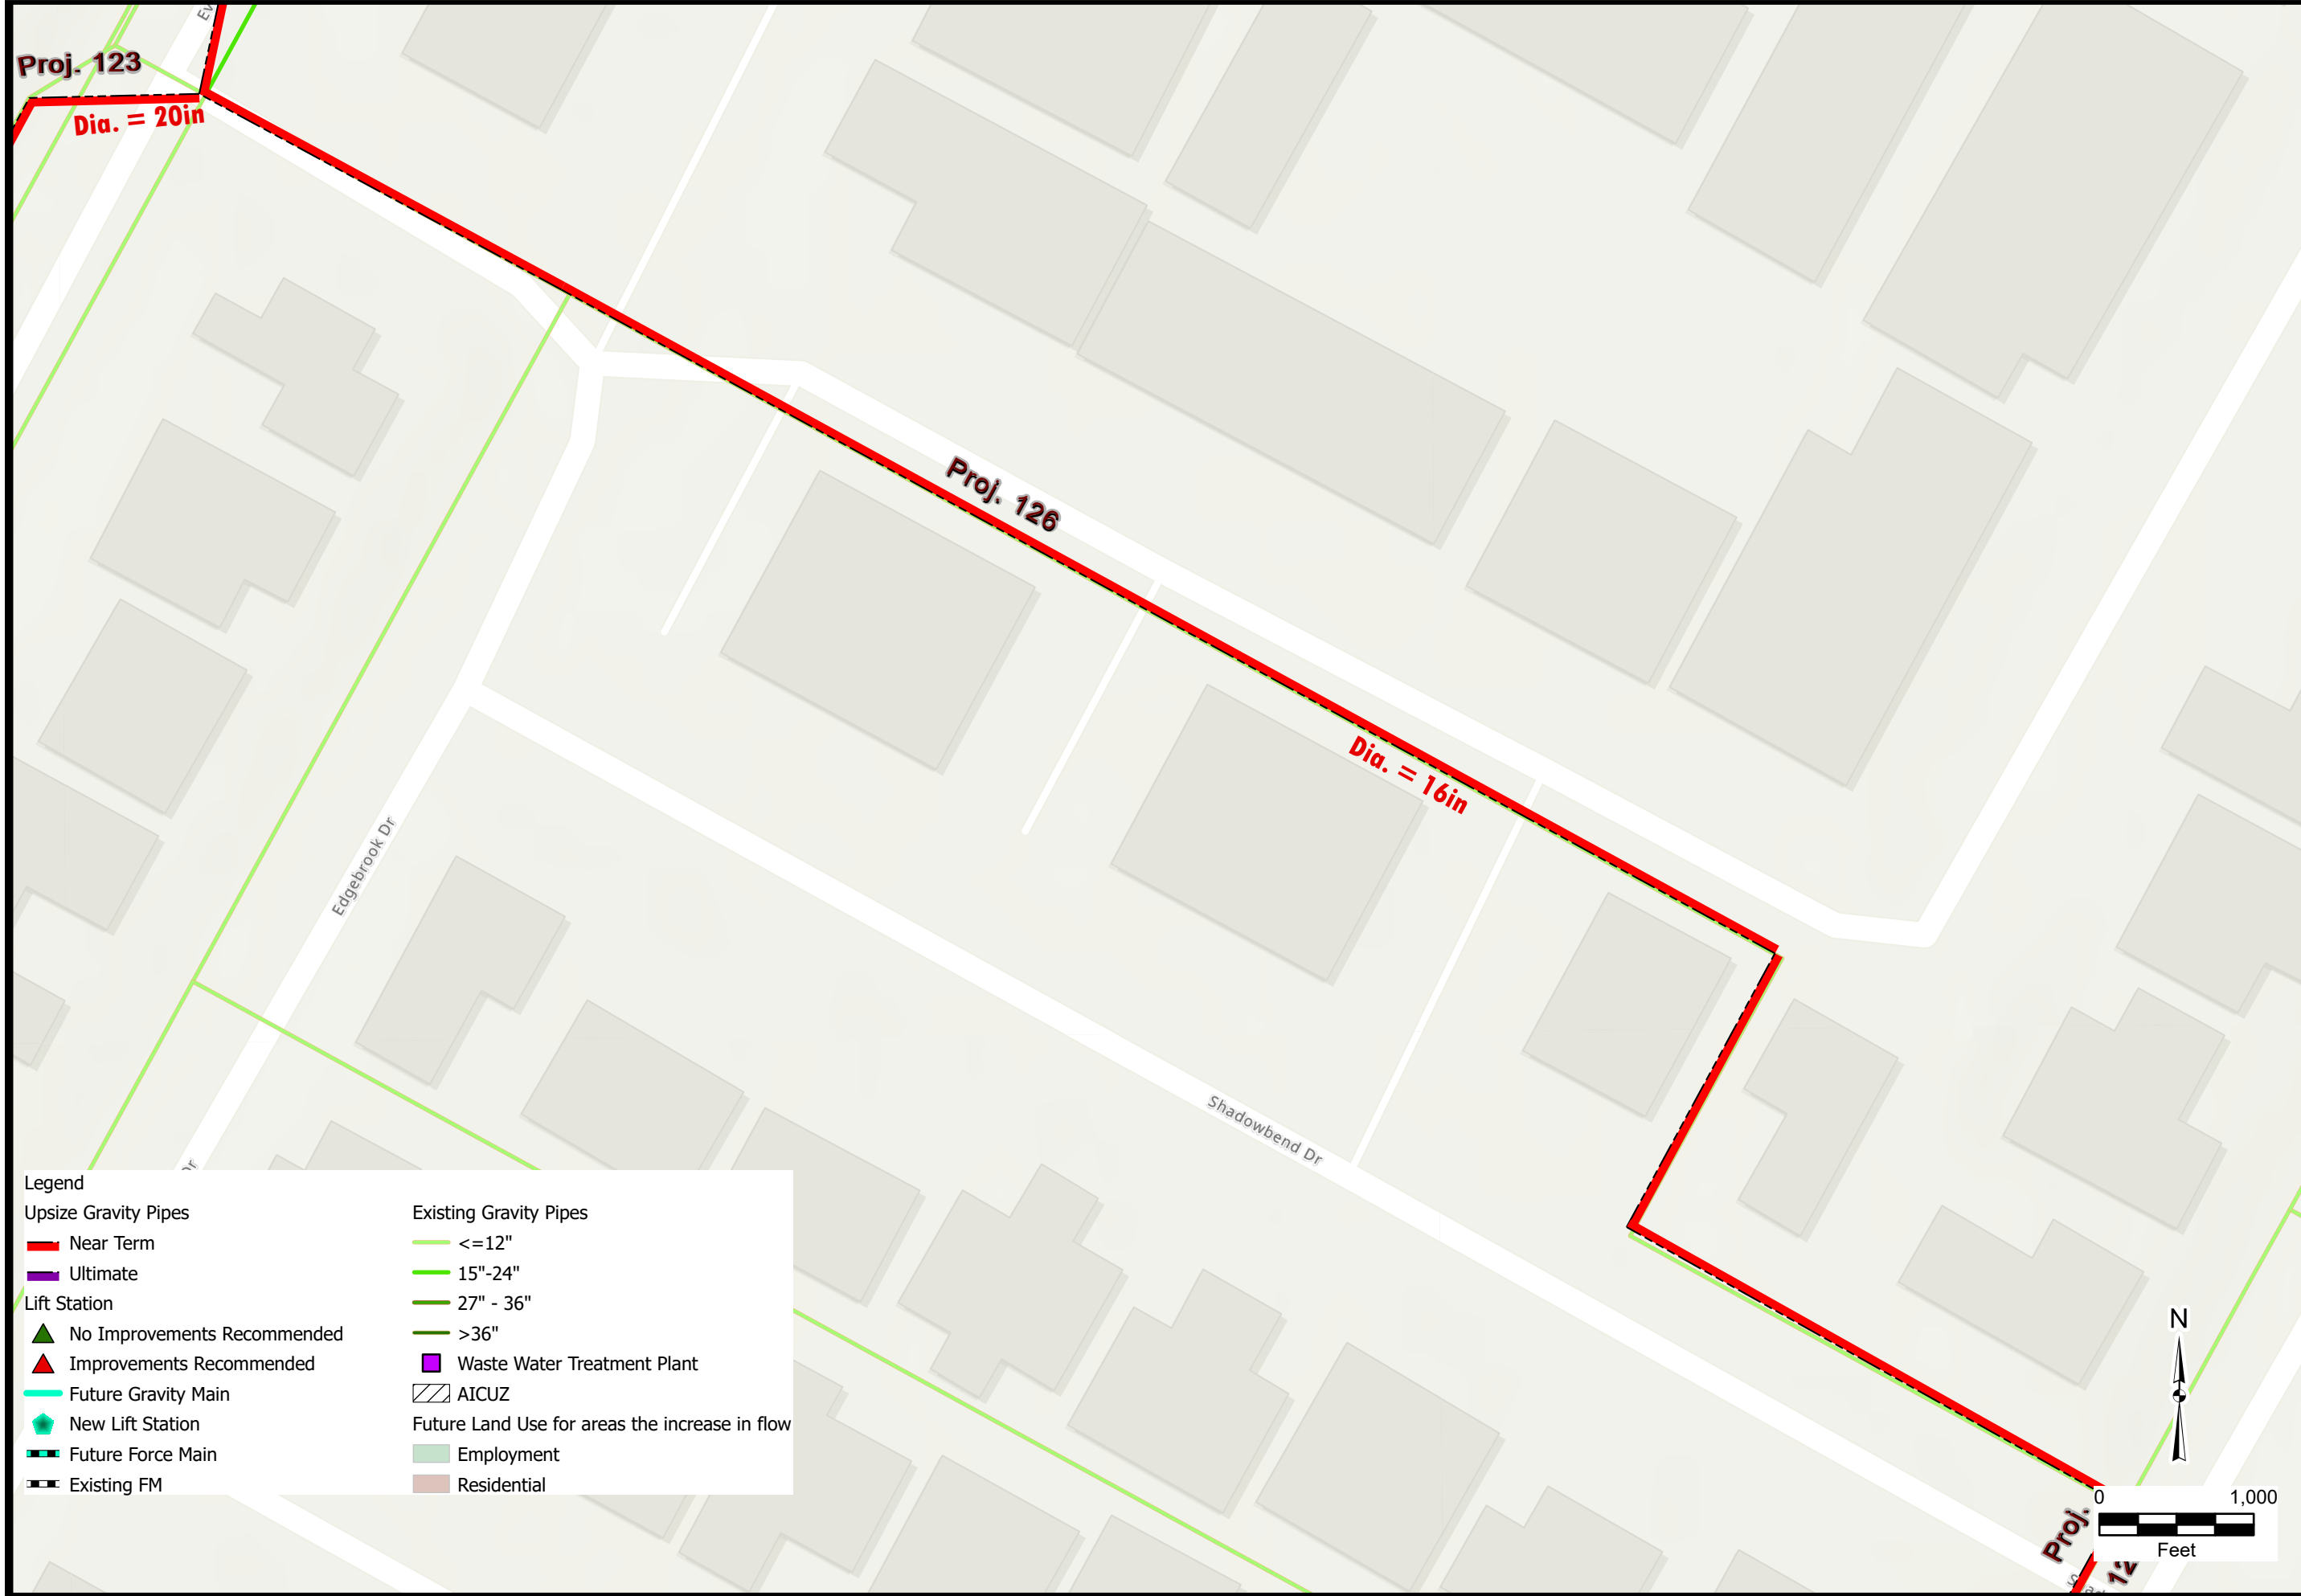 Ev
Proj. 123
Dia. = 20in
Proj. 126
Dia. = 16in
Edgebrook Dr
Shadowbend Dr
Dr
Legend
Upsize Gravity Pipes
Near Term
Ultimate
Lift Station
No Improvements Recommended
Improvements Recommended
Future Gravity Main
New Lift Station
Future Force Main
Existing FM
Existing Gravity Pipes
<=12"
15"-24"
27" - 36"
>36"
Waste Water Treatment Plant
AICUZ
Future Land Use for areas the increase in flow
Employment
Residential
N
0 1,000
Feet
Proj.
12